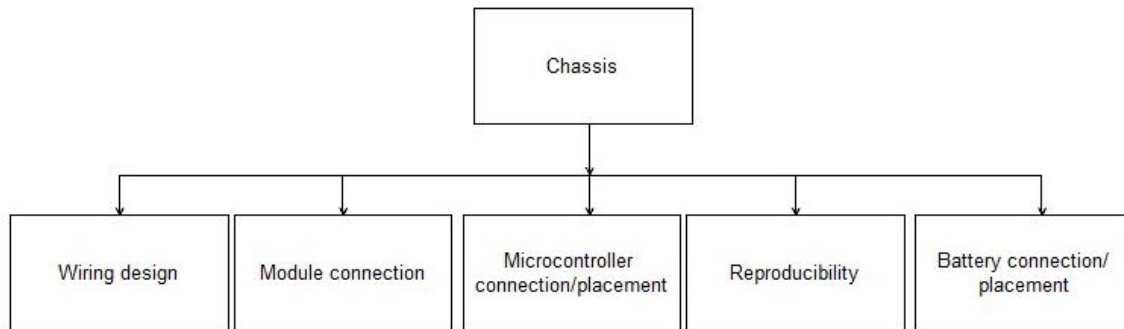 Chassis
Wiring design
Module connection
Microcontroller
connection/placement
Reproducibility
Battery connection/
placement